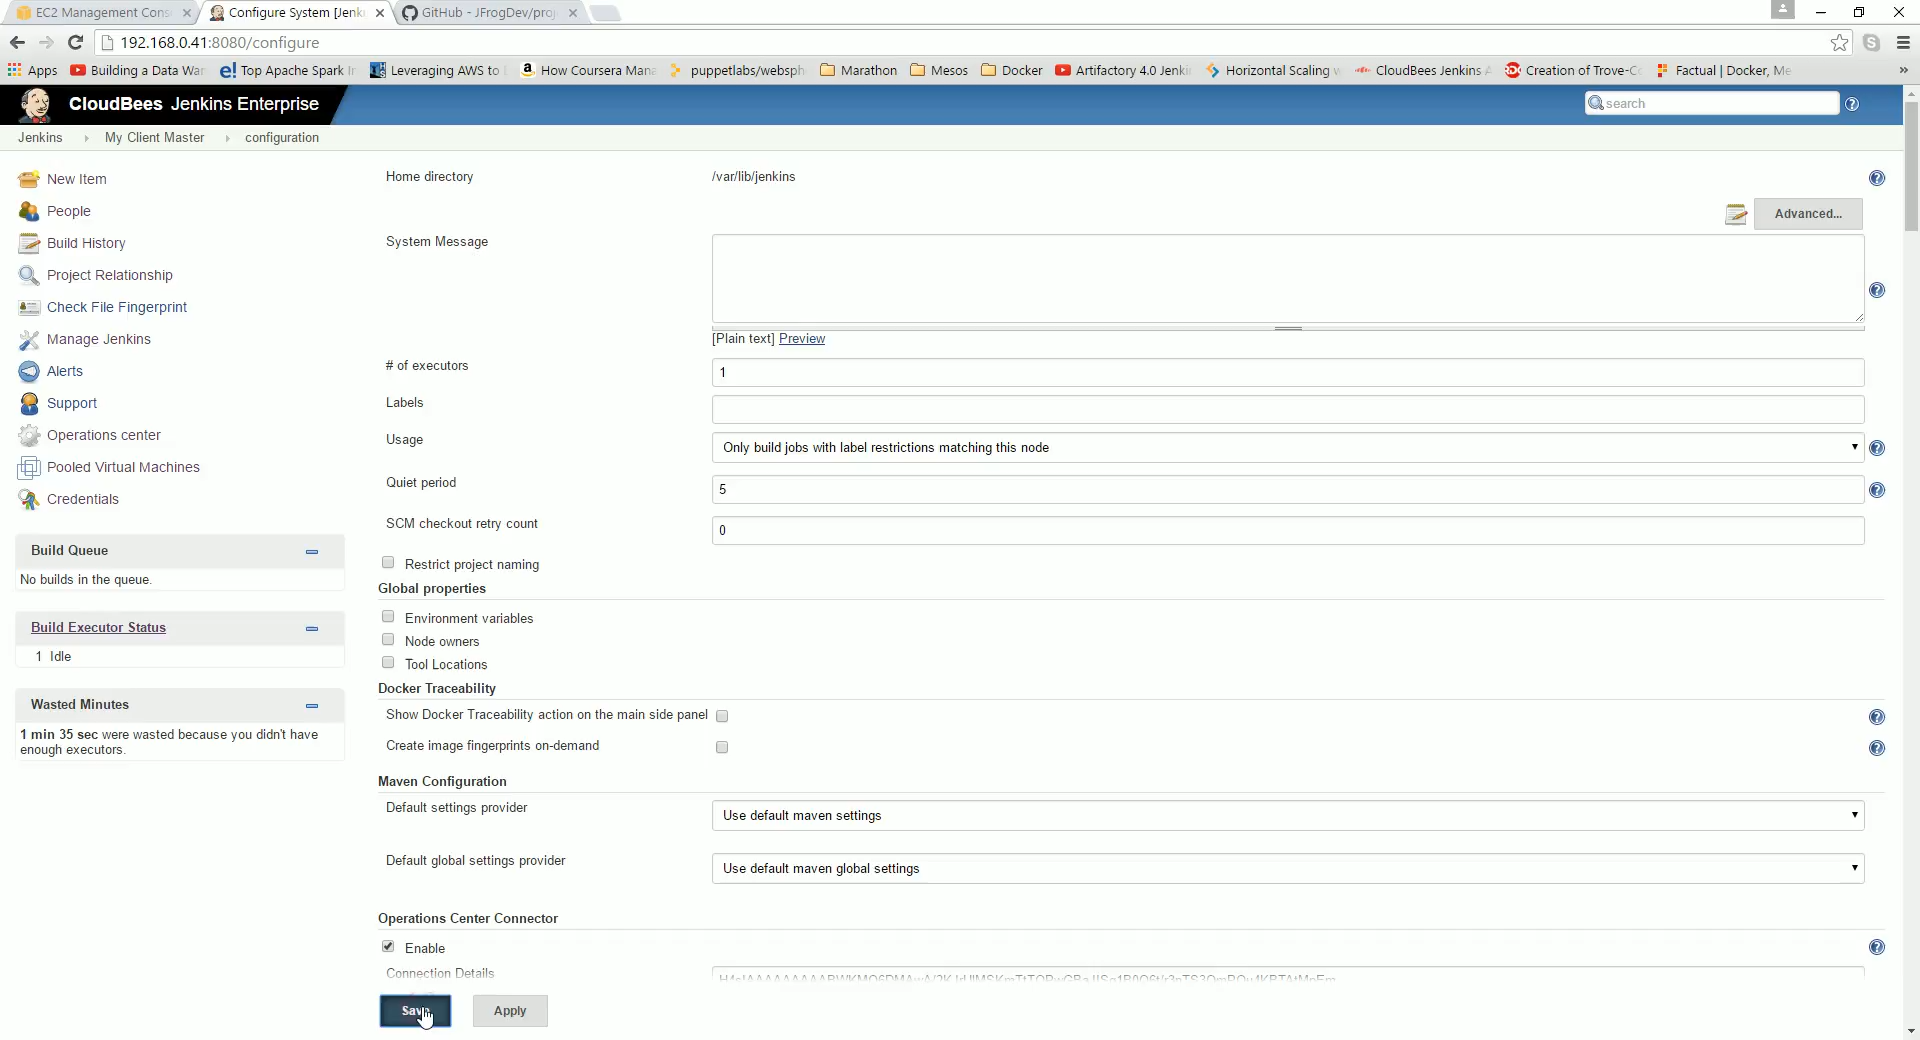 EC2 Management Cons
Configure System [Jenk
GitHub - JFrogDev/proj
192.168.0.41:8080/configure
Apps
Building a Data War
Top Apache Spark I
Leveraging AWS to
How Coursera Mana
puppetlabs/websph
Marathon
Mesos
Docker
Artifactory 4.0 Jenki
Horizontal Scaling
CloudBees Jenkins
Creation of Trove-C
Factual | Docker, Me
»
CloudBees Jenkins Enterprise
search
Jenkins
My Client Master
configuration
New Item
People
Build History
Project Relationship
Check File Fingerprint
Manage Jenkins
Alerts
Support
Operations center
Pooled Virtual Machines
Credentials
Build Queue
No builds in the queue.
Build Executor Status
1 Idle
Wasted Minutes
1 min 35 sec were wasted because you didn't have
enough executors.
Home directory
/var/lib/jenkins
Advanced...
System Message
[Plain text] Preview
# of executors
1
Labels
Usage
Only build jobs with label restrictions matching this node
Quiet period
5
SCM checkout retry count
0
Restrict project naming
Global properties
Environment variables
Node owners
Tool Locations
Docker Traceability
Show Docker Traceability action on the main side panel
Create image fingerprints on-demand
Maven Configuration
Default settings provider
Use default maven settings
Default global settings provider
Use default maven global settings
Operations Center Connector
Enable
Connection Details
Save
Apply